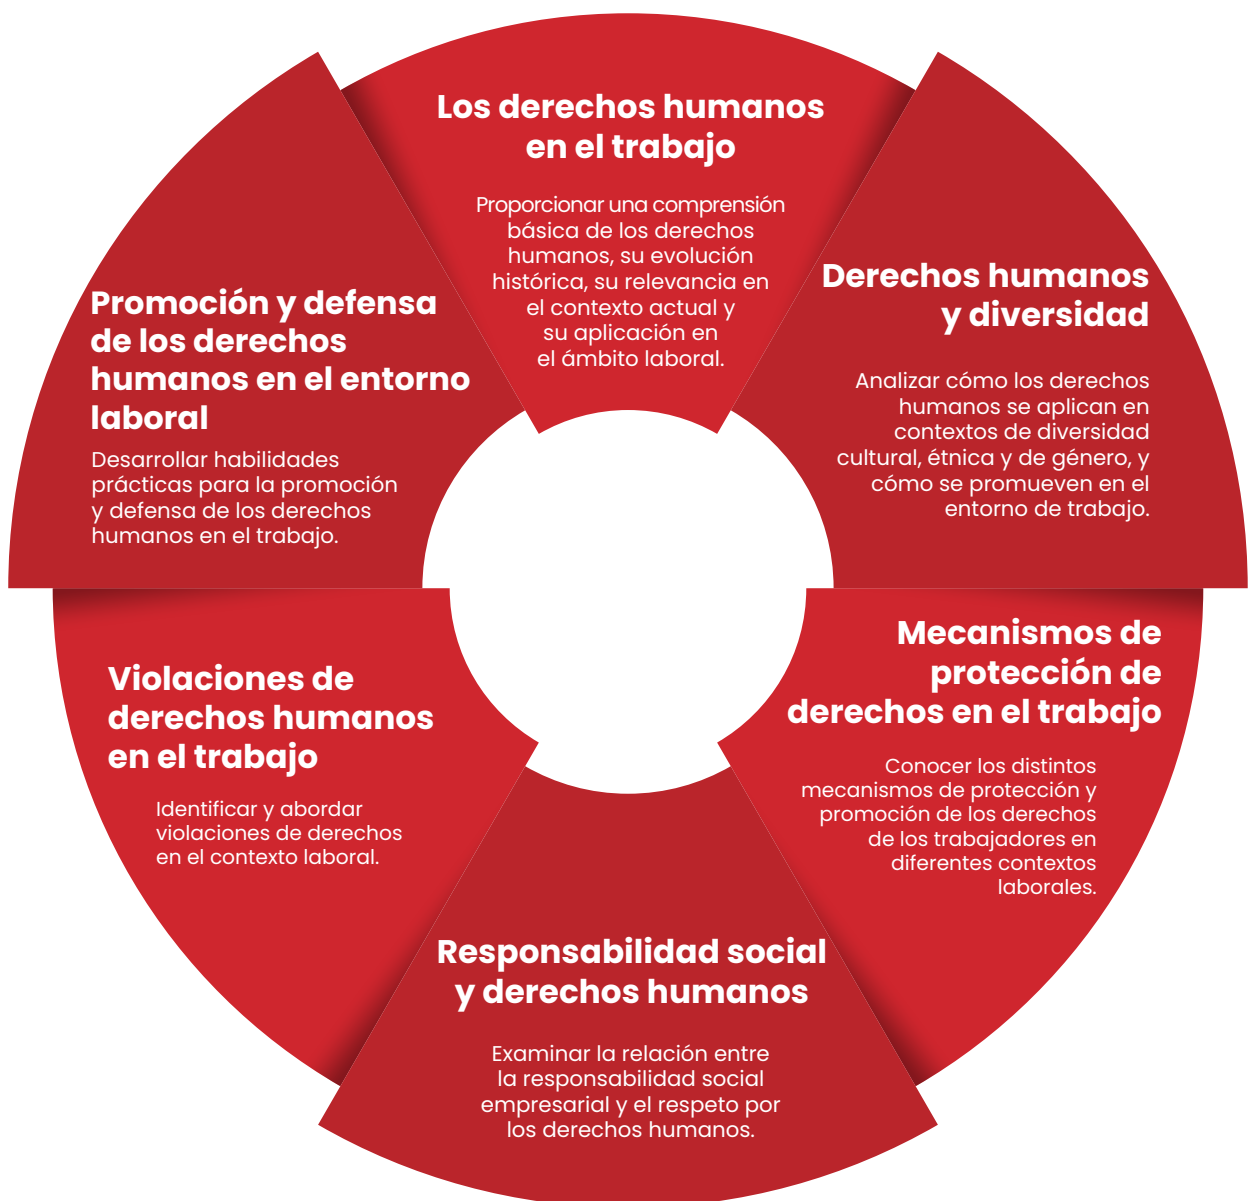 Los derechos humanos
en el trabajo
Proporcionar una comprensión
básica de los derechos
humanos, su evolución
histórica, su relevancia en
el contexto actual y
su aplicación en
el ámbito laboral.
Derechos humanos
y diversidad
Analizar cómo los derechos
humanos se aplican en
contextos de diversidad
cultural, étnica y de género, y
cómo se promueven en el
entorno de trabajo.
Mecanismos de
protección de
derechos en el trabajo
Conocer los distintos
mecanismos de protección y
promoción de los derechos
de los trabajadores en
diferentes contextos
laborales.
Responsabilidad social
y derechos humanos
Examinar la relación entre
la responsabilidad social
empresarial y el respeto por
los derechos humanos.
Violaciones de
derechos humanos
en el trabajo
Identificar y abordar
violaciones de derechos
en el contexto laboral.
Promoción y defensa
de los derechos
humanos en el entorno
laboral
Desarrollar habilidades
prácticas para la promoción
y defensa de los derechos
humanos en el trabajo.